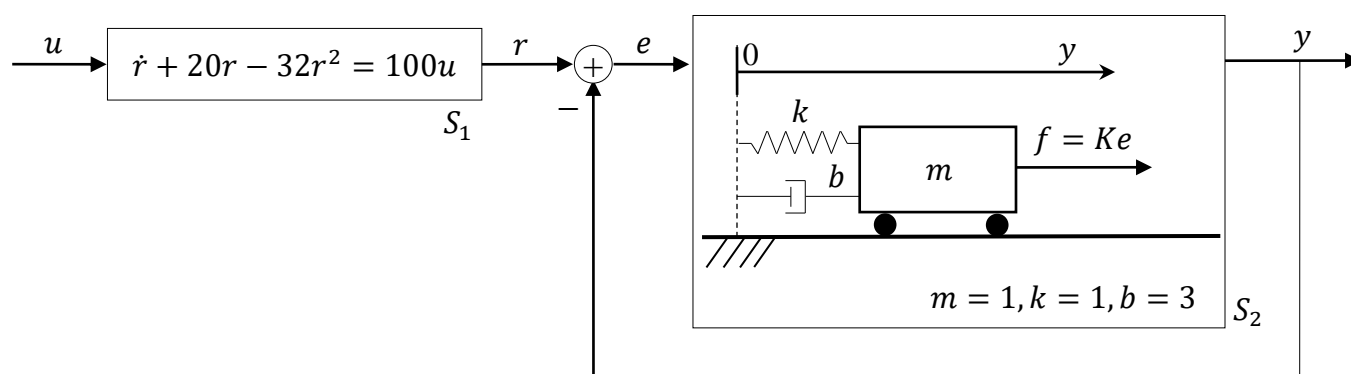 u
ṙ + 20r − 32r² = 100u
S₁
r
+
−
e
0
y
k
b
m
f = Ke
m = 1, k = 1, b = 3
S₂
y